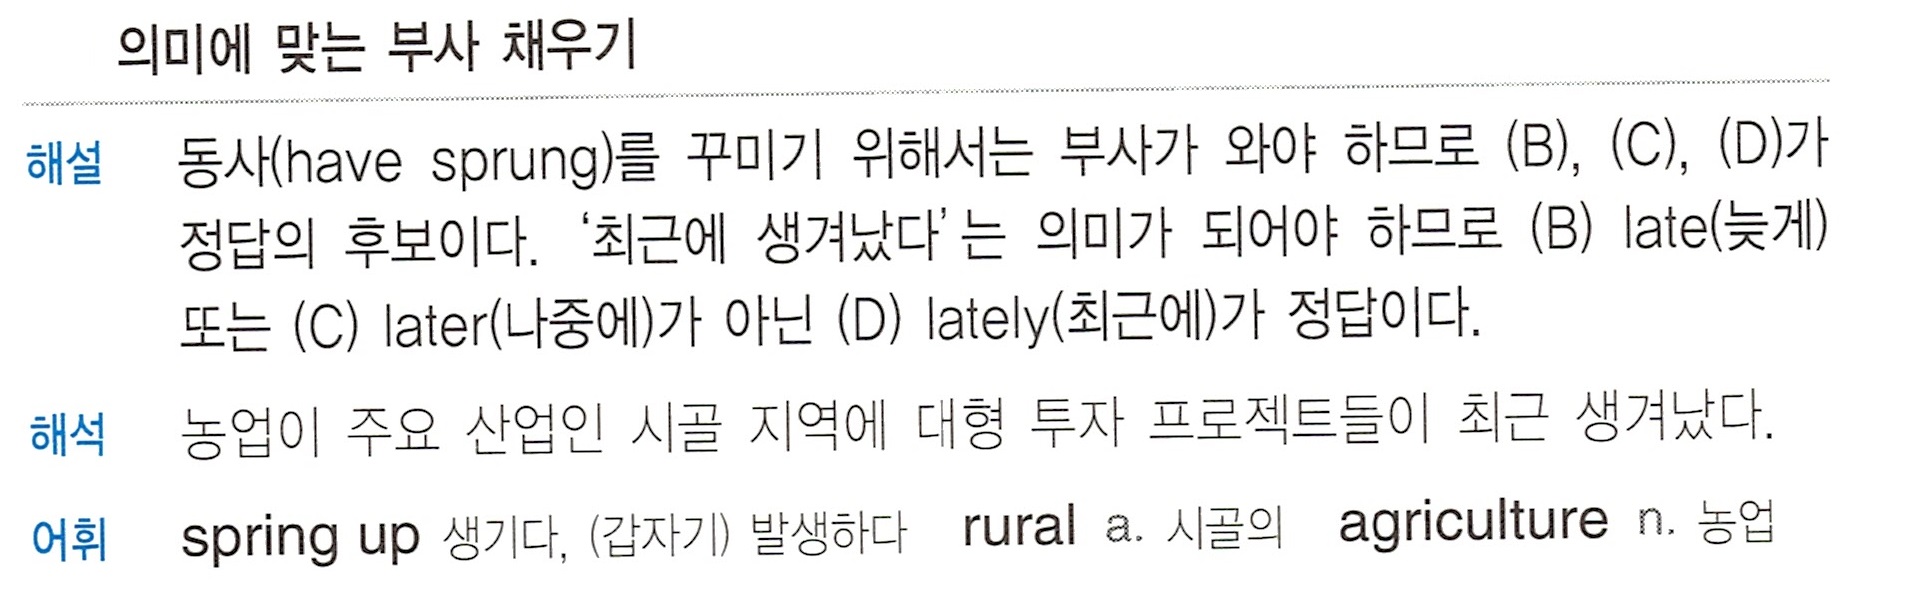 의미에 맞는 부사 채우기
해설 동사(have sprung)를 꾸미기 위해서는 부사가 와야 하므로 (B), (C), (D)가
정답의 후보이다. ‘최근에 생겨났다’는 의미가 되어야 하므로 (B) late(늦게)
또는 (C) later(나중에)가 아닌 (D) lately(최근에)가 정답이다.
해석 농업이 주요 산업인 시골 지역에 대형 투자 프로젝트들이 최근 생겨났다.
어휘 spring up 생기다, (갑자기) 발생하다 rural a. 시골의 agriculture n. 농업